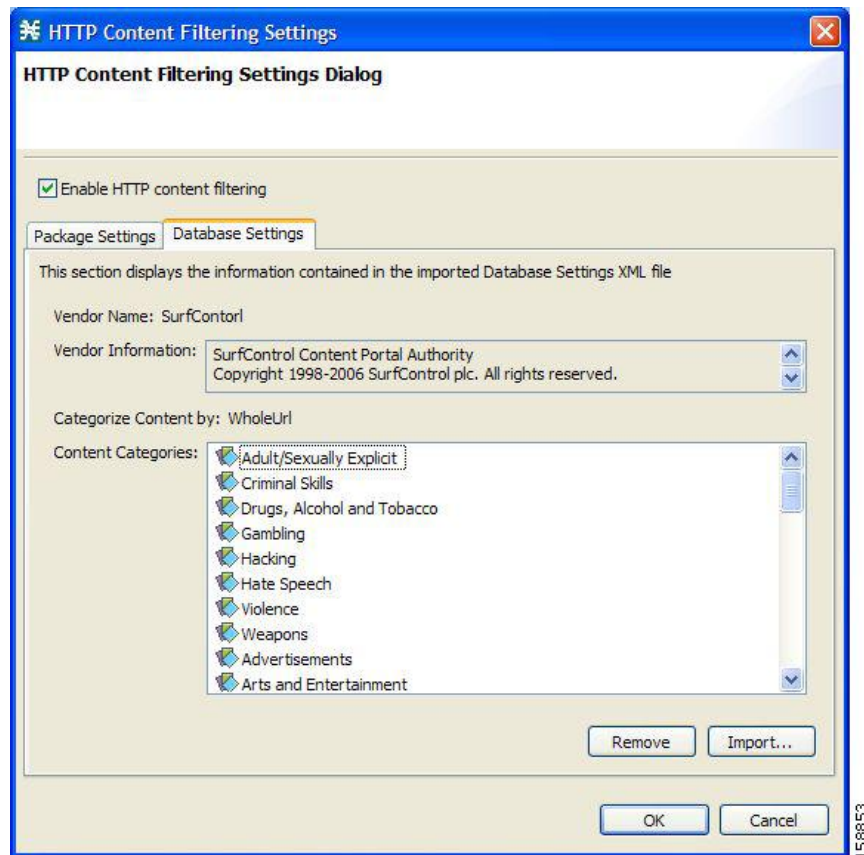 HTTP Content Filtering Settings
HTTP Content Filtering Settings Dialog
Enable HTTP content filtering
Package Settings Database Settings
This section displays the information contained in the imported Database Settings XML file
Vendor Name: SurfContorl
Vendor Information: SurfControl Content Portal Authority
Copyright 1998-2006 SurfControl plc. All rights reserved.
Categorize Content by: WholeUrl
Content Categories: Adult/Sexually Explicit
Criminal Skills
Drugs, Alcohol and Tobacco
Gambling
Hacking
Hate Speech
Violence
Weapons
Advertisements
Arts and Entertainment
Remove Import...
OK Cancel